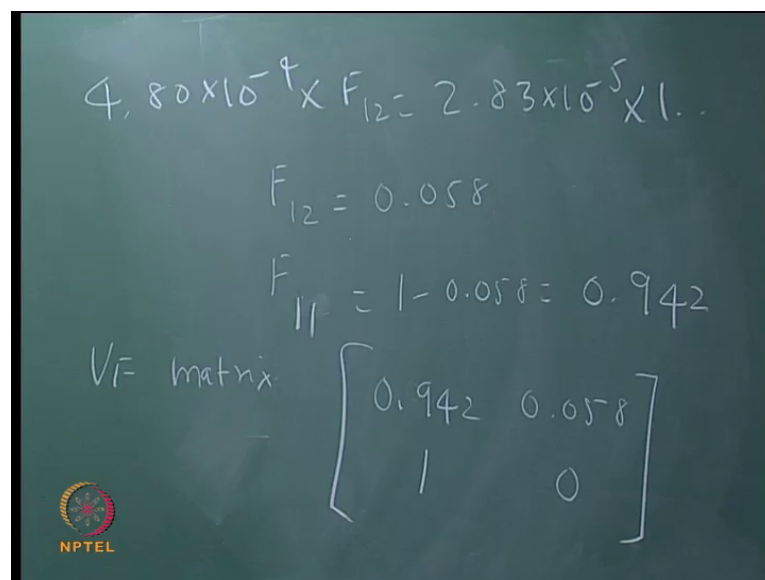 4.80×10⁻⁴ × F₁₂ = 2.83×10⁻⁵ × 1..
F₁₂ = 0.058
F₁₁ = 1 - 0.058 = 0.942
VF matrix [ 0.942 0.058
1 0 ]
NPTEL